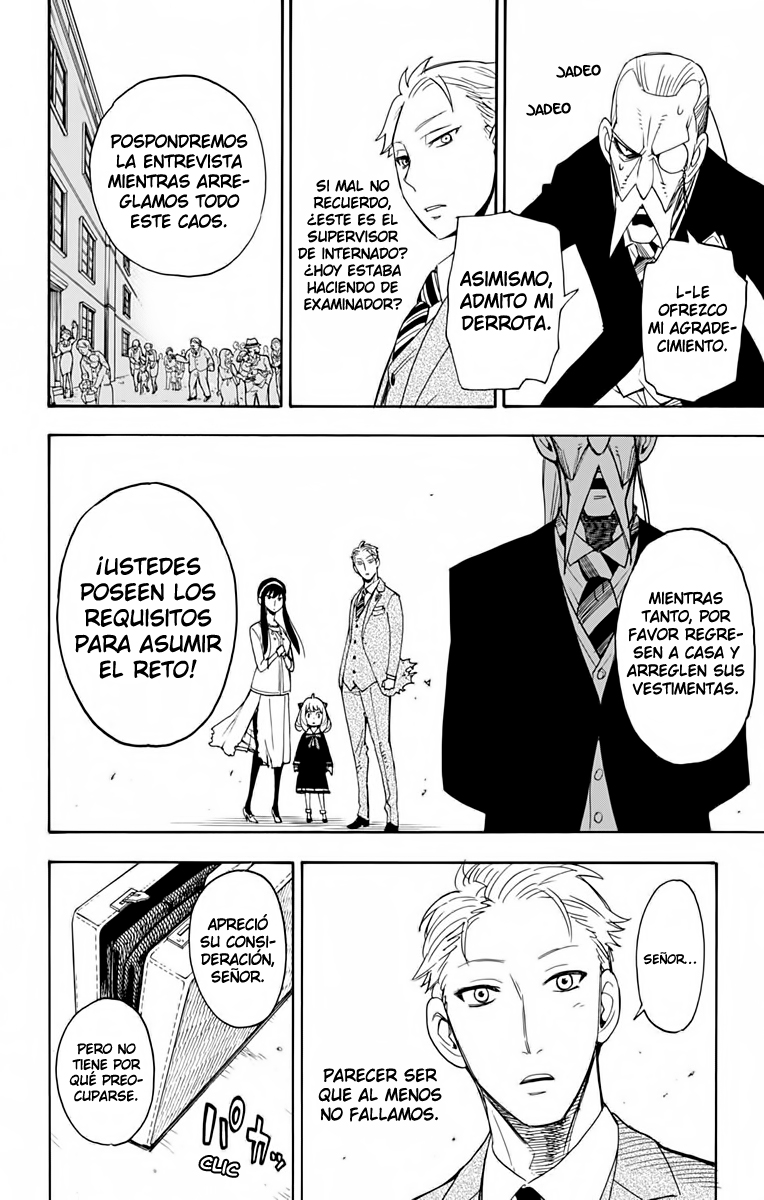 JADEO
JADEO
L-LE
OFREZCO
MI AGRADE-
CIMIENTO.
ASIMISMO,
ADMITO MI
DERROTA.
SI MAL NO
RECUERDO,
¿ESTE ES EL
SUPERVISOR
DE INTERNADO?
¿HOY ESTABA
HACIENDO DE
EXAMINADOR?
POSPONDREMOS
LA ENTREVISTA
MIENTRAS ARRE-
GLAMOS TODO
ESTE CAOS.
MIENTRAS
TANTO, POR
FAVOR REGRE-
SEN A CASA Y
ARREGLEN SUS
VESTIMENTAS.
¡USTEDES
POSEEN LOS
REQUISITOS
PARA ASUMIR
EL RETO!
SEÑOR...
PARECER SER
QUE AL MENOS
NO FALLAMOS.
APRECIÓ
SU CONSI-
DERACIÓN,
SEÑOR.
PERO NO
TIENE POR
QUÉ PREO-
CUPARSE.
パカッ
CLIC